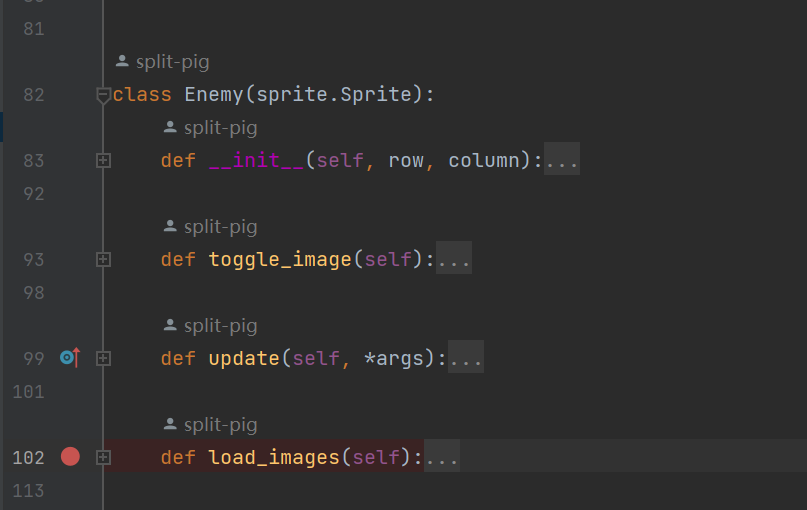 81
split-pig
82 class Enemy(sprite.Sprite):
split-pig
83 def __init__(self, row, column):...
92
split-pig
93 def toggle_image(self):...
98
split-pig
99 def update(self, *args):...
101
split-pig
102 def load_images(self):...
113